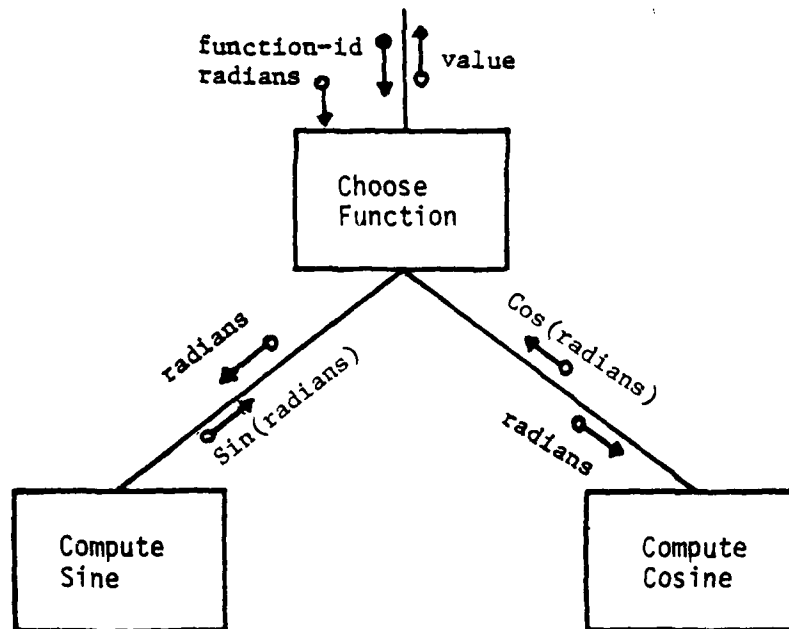 function-id
radians
value
Choose
Function
radians
Sin(radians)
Cos(radians)
radians
Compute
Sine
Compute
Cosine